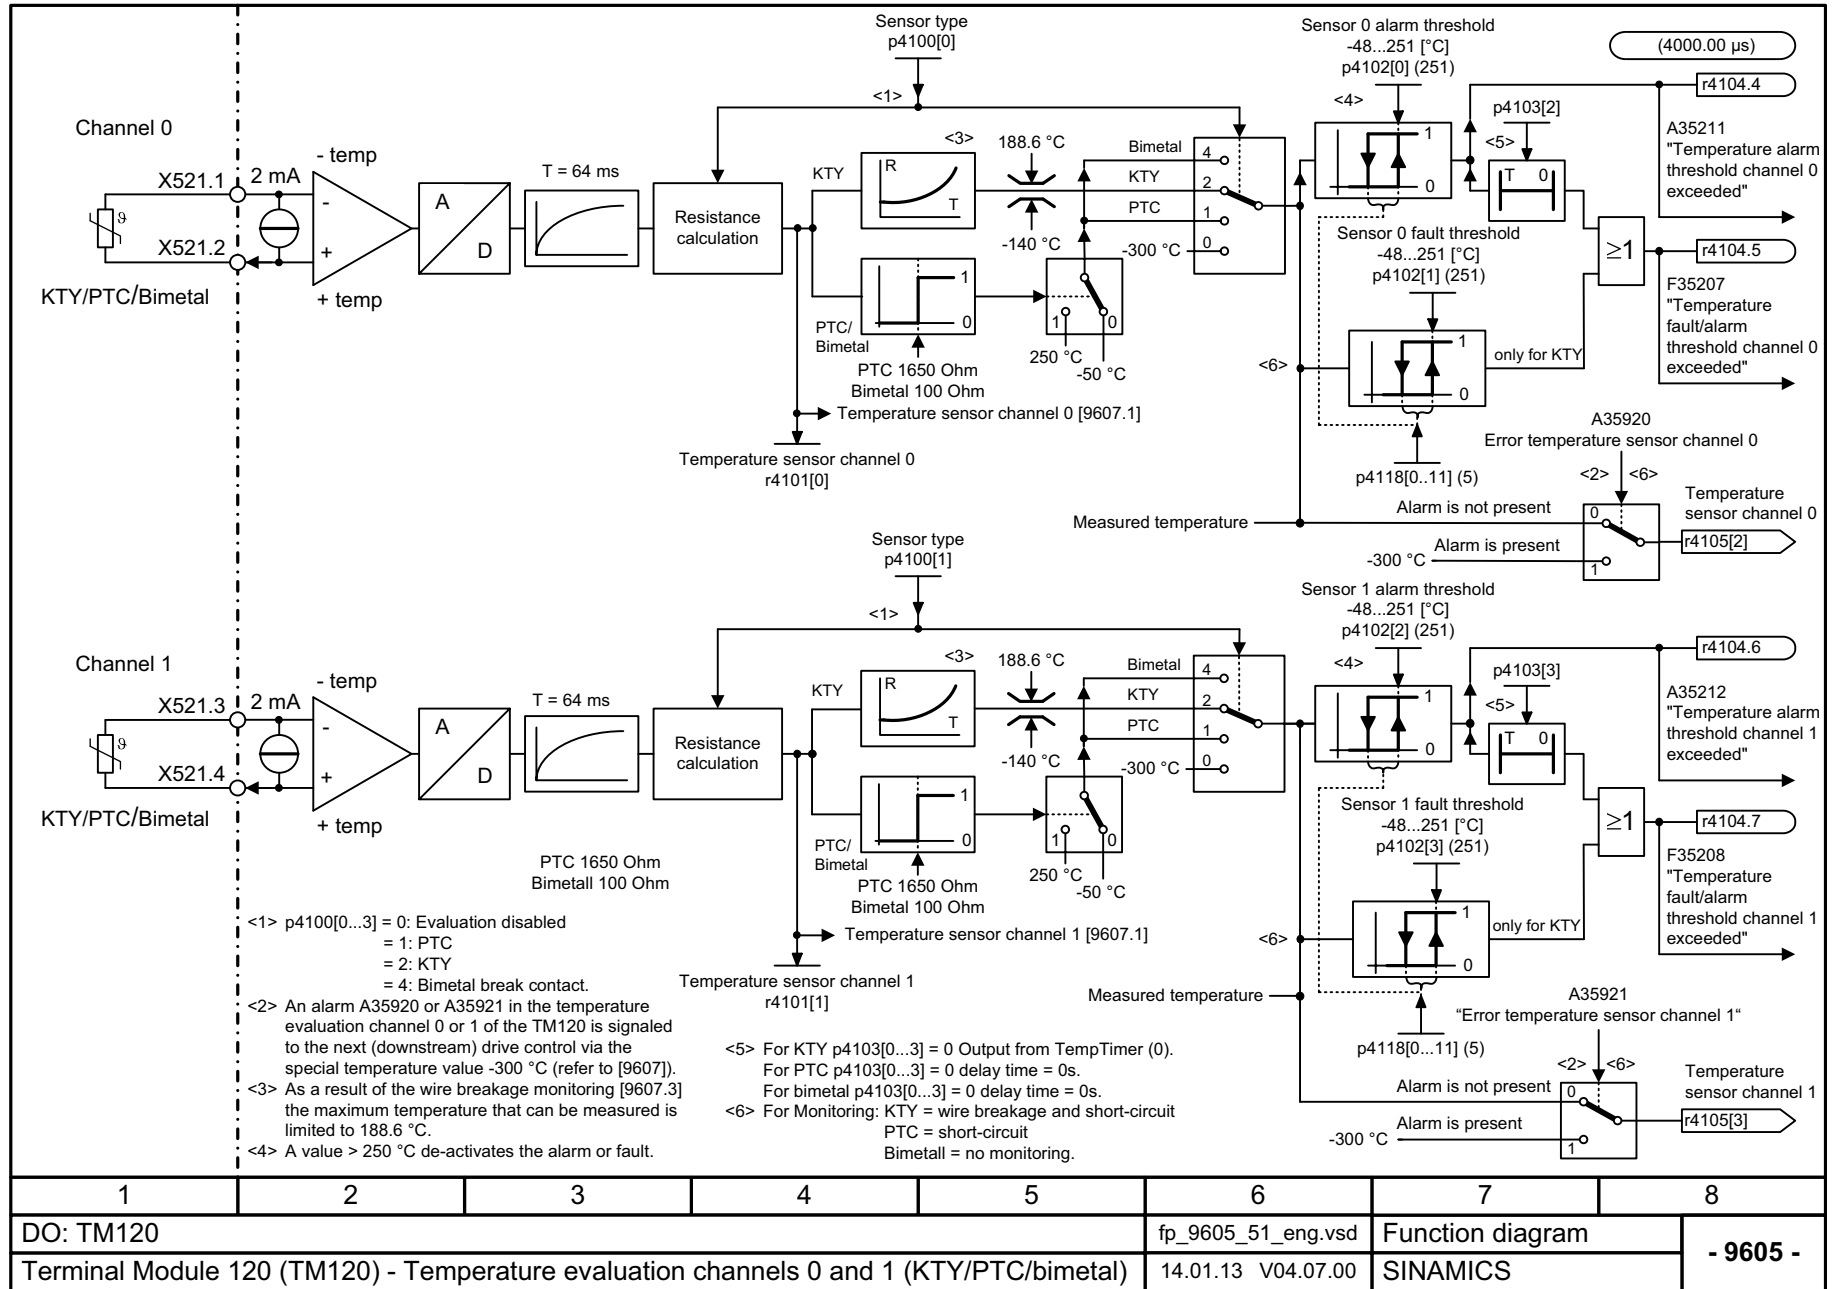 Sensor type
p4100[0]
Sensor 0 alarm threshold
-48...251 [°C]
p4102[0] (251)
(4000.00 µs)
r4104.4
<1>
<4>
p4103[2]
<5>
Channel 0
- temp
X521.1
2 mA
-
A
D
T = 64 ms
Resistance
calculation
KTY
R
T
<3>
188.6 °C
-140 °C
Bimetal
4
KTY
2
PTC
1
-300 °C
0
1
0
T
0
A35211
"Temperature alarm
threshold channel 0
exceeded"
ϑ
X521.2
+
+ temp
KTY/PTC/Bimetal
PTC/
Bimetal
1
0
PTC 1650 Ohm
Bimetal 100 Ohm
1
0
250 °C
-50 °C
Sensor 0 fault threshold
-48...251 [°C]
p4102[1] (251)
≥1
r4104.5
F35207
"Temperature
fault/alarm
threshold channel 0
exceeded"
<6>
1
0
only for KTY
Temperature sensor channel 0 [9607.1]
Temperature sensor channel 0
r4101[0]
p4118[0..11] (5)
A35920
Error temperature sensor channel 0
<2>
<6>
Measured temperature
Alarm is not present
0
Temperature
sensor channel 0
r4105[2]
Alarm is present
-300 °C
1
Sensor type
p4100[1]
Sensor 1 alarm threshold
-48...251 [°C]
p4102[2] (251)
r4104.6
<1>
<4>
p4103[3]
<5>
Channel 1
- temp
X521.3
2 mA
-
A
D
T = 64 ms
Resistance
calculation
KTY
R
T
<3>
188.6 °C
-140 °C
Bimetal
4
KTY
2
PTC
1
-300 °C
0
1
0
T
0
A35212
"Temperature alarm
threshold channel 1
exceeded"
ϑ
X521.4
+
+ temp
KTY/PTC/Bimetal
PTC/
Bimetal
1
0
PTC 1650 Ohm
Bimetal 100 Ohm
1
0
250 °C
-50 °C
Sensor 1 fault threshold
-48...251 [°C]
p4102[3] (251)
≥1
r4104.7
F35208
"Temperature
fault/alarm
threshold channel 1
exceeded"
<6>
1
0
only for KTY
Temperature sensor channel 1 [9607.1]
Temperature sensor channel 1
r4101[1]
p4118[0...11] (5)
A35921
“Error temperature sensor channel 1“
<2>
<6>
Measured temperature
Alarm is not present
0
Temperature
sensor channel 1
r4105[3]
Alarm is present
-300 °C
1
PTC 1650 Ohm
Bimetall 100 Ohm
<1> p4100[0...3] = 0: Evaluation disabled
= 1: PTC
= 2: KTY
= 4: Bimetal break contact.
<2> An alarm A35920 or A35921 in the temperature
evaluation channel 0 or 1 of the TM120 is signaled
to the next (downstream) drive control via the
special temperature value -300 °C (refer to [9607]).
<3> As a result of the wire breakage monitoring [9607.3]
the maximum temperature that can be measured is
limited to 188.6 °C.
<4> A value > 250 °C de-activates the alarm or fault.
<5> For KTY p4103[0...3] = 0 Output from TempTimer (0).
For PTC p4103[0...3] = 0 delay time = 0s.
For bimetal p4103[0...3] = 0 delay time = 0s.
<6> For Monitoring: KTY = wire breakage and short-circuit
PTC = short-circuit
Bimetall = no monitoring.
1 2 3 4 5 6 7 8
DO: TM120
fp_9605_51_eng.vsd
Function diagram
- 9605 -
Terminal Module 120 (TM120) - Temperature evaluation channels 0 and 1 (KTY/PTC/bimetal)
14.01.13 V04.07.00
SINAMICS